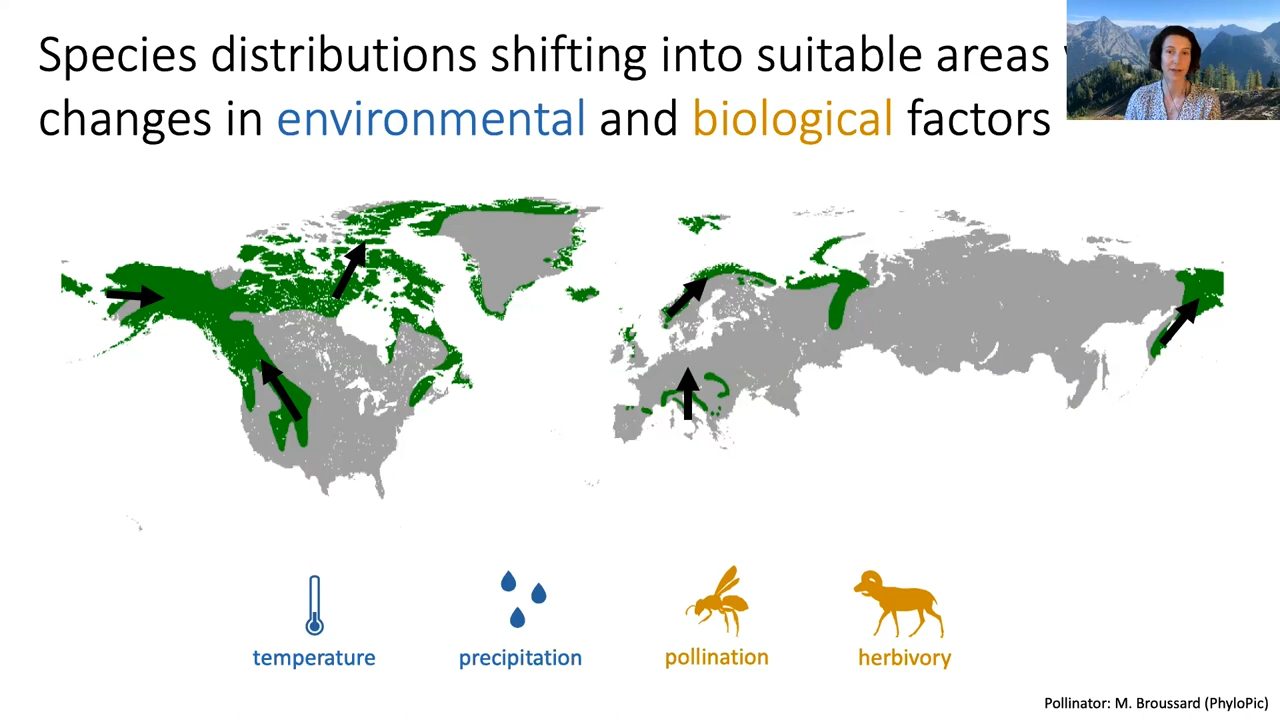 Species distributions shifting into suitable areas
changes in environmental and biological factors
temperature
precipitation
pollination
herbivory
Pollinator: M. Broussard (PhyloPic)